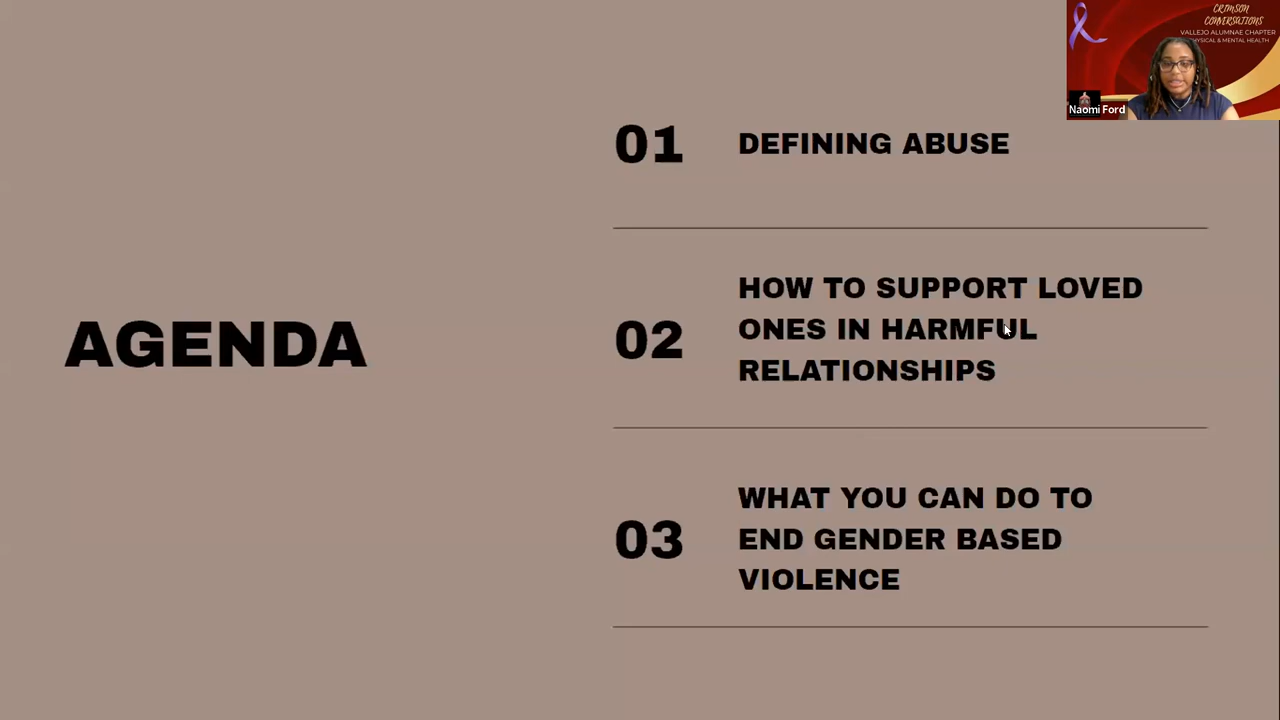 CRIMSON
CONVERSATIONS
VALLEJO ALUMNAE CHAPTER
PHYSICAL & MENTAL HEALTH
Naomi Ford
AGENDA
01
DEFINING ABUSE
02
HOW TO SUPPORT LOVED
ONES IN HARMFUL
RELATIONSHIPS
03
WHAT YOU CAN DO TO
END GENDER BASED
VIOLENCE